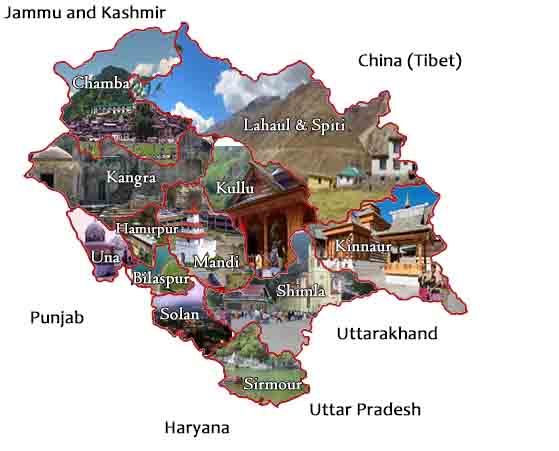 Jammu and Kashmir
China (Tibet)
Chamba
Lahaul & Spiti
Kangra
Kullu
Hamirpur
Kinnaur
Una
Mandi
Bilaspur
Shimla
Solan
Punjab
Uttarakhand
Sirmour
Uttar Pradesh
Haryana